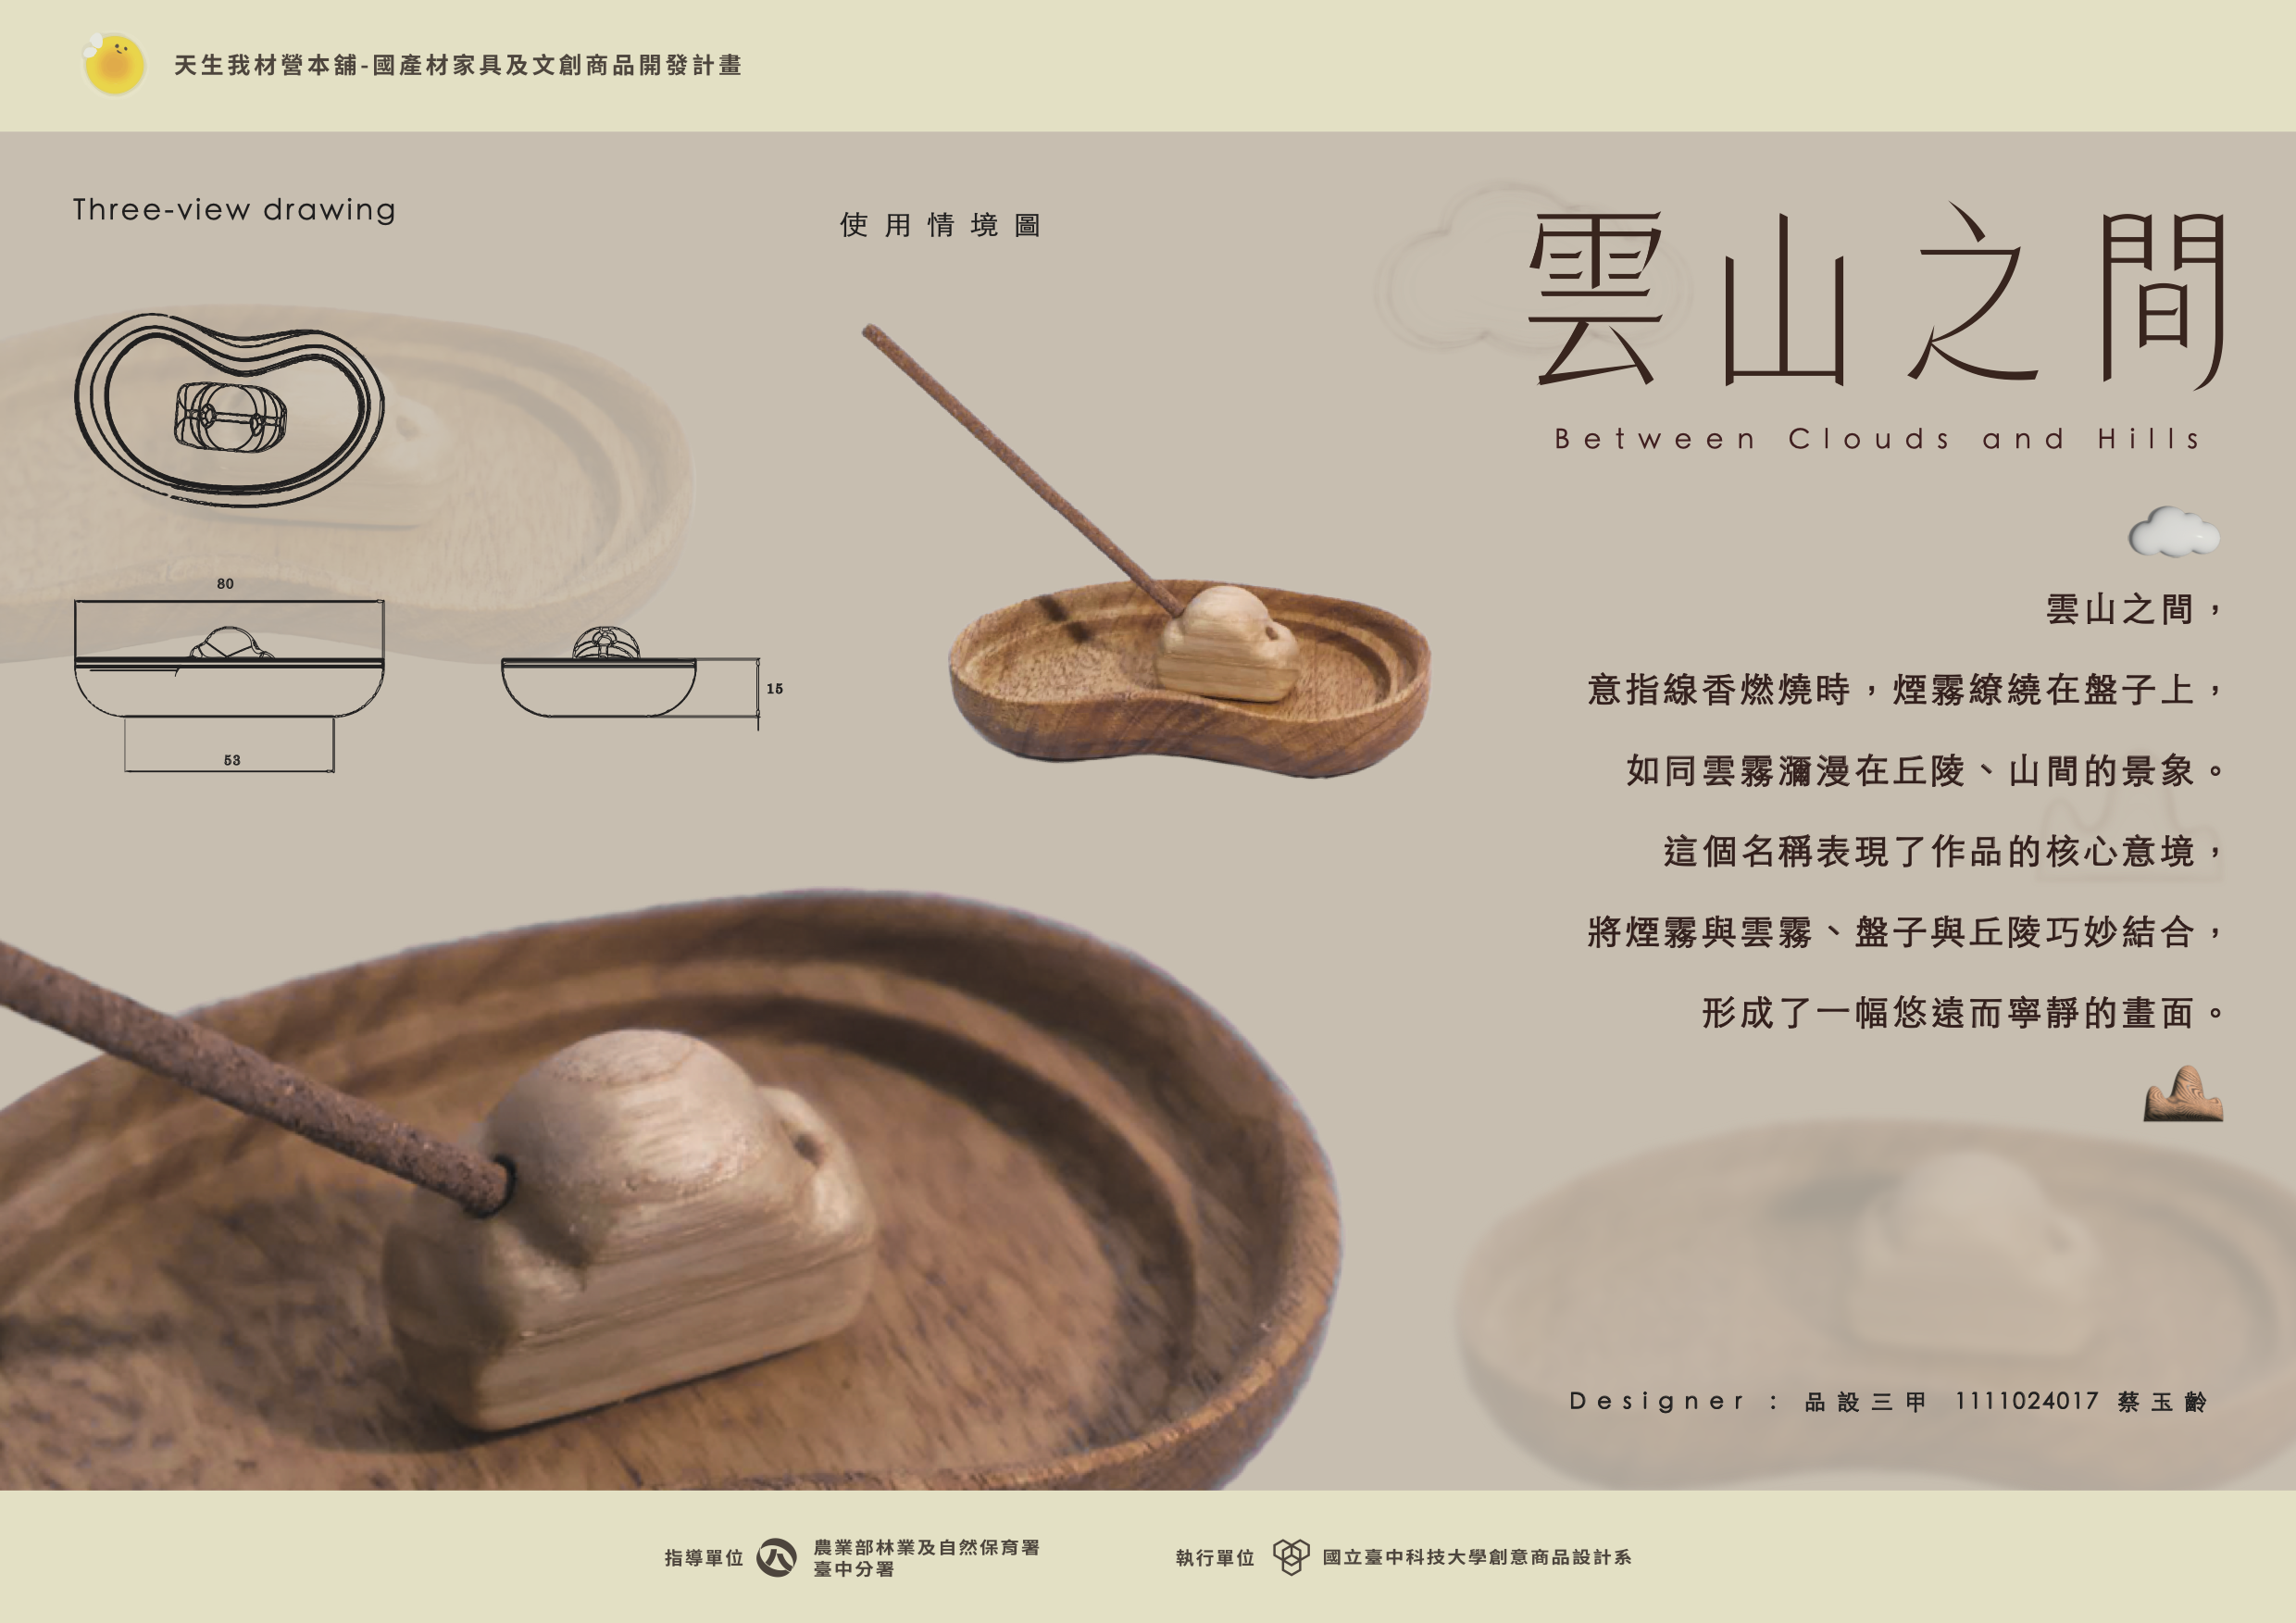 天生我材營本舖-國產材家具及文創商品開發計畫
Three-view drawing
80
53
15
使用情境圖
雲山之間
Between Clouds and Hills
雲山之間，
意指線香燃燒時，煙霧繚繞在盤子上，
如同雲霧瀰漫在丘陵、山間的景象。
這個名稱表現了作品的核心意境，
將煙霧與雲霧、盤子與丘陵巧妙結合，
形成了一幅悠遠而寧靜的畫面。
Designer : 品設三甲 1111024017 蔡玉齡
指導單位
農業部林業及自然保育署
臺中分署
執行單位
國立臺中科技大學創意商品設計系